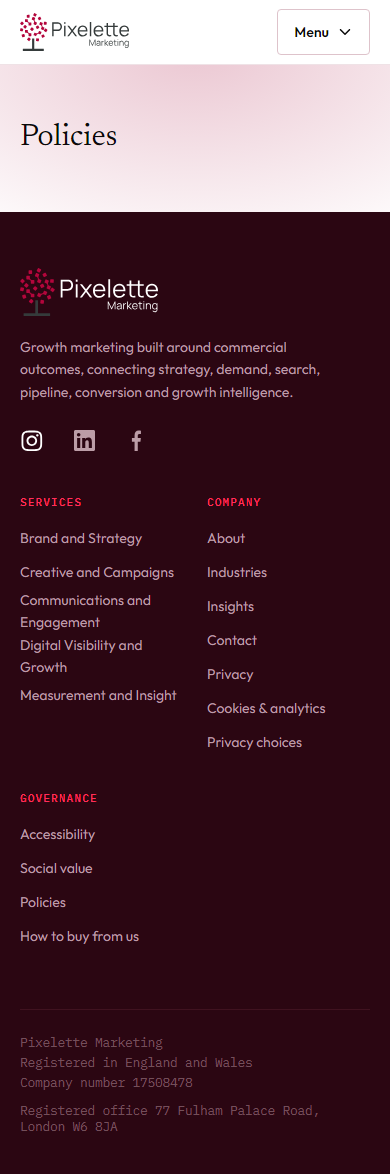 Pixelette
Marketing
Menu
Policies
Pixelette
Marketing
Growth marketing built around commercial
outcomes, connecting strategy, demand, search,
pipeline, conversion and growth intelligence.
SERVICES
Brand and Strategy
Creative and Campaigns
Communications and
Engagement
Digital Visibility and
Growth
Measurement and Insight
COMPANY
About
Industries
Insights
Contact
Privacy
Cookies & analytics
Privacy choices
GOVERNANCE
Accessibility
Social value
Policies
How to buy from us
Pixelette Marketing
Registered in England and Wales
Company number 17508478
Registered office 77 Fulham Palace Road,
London W6 8JA